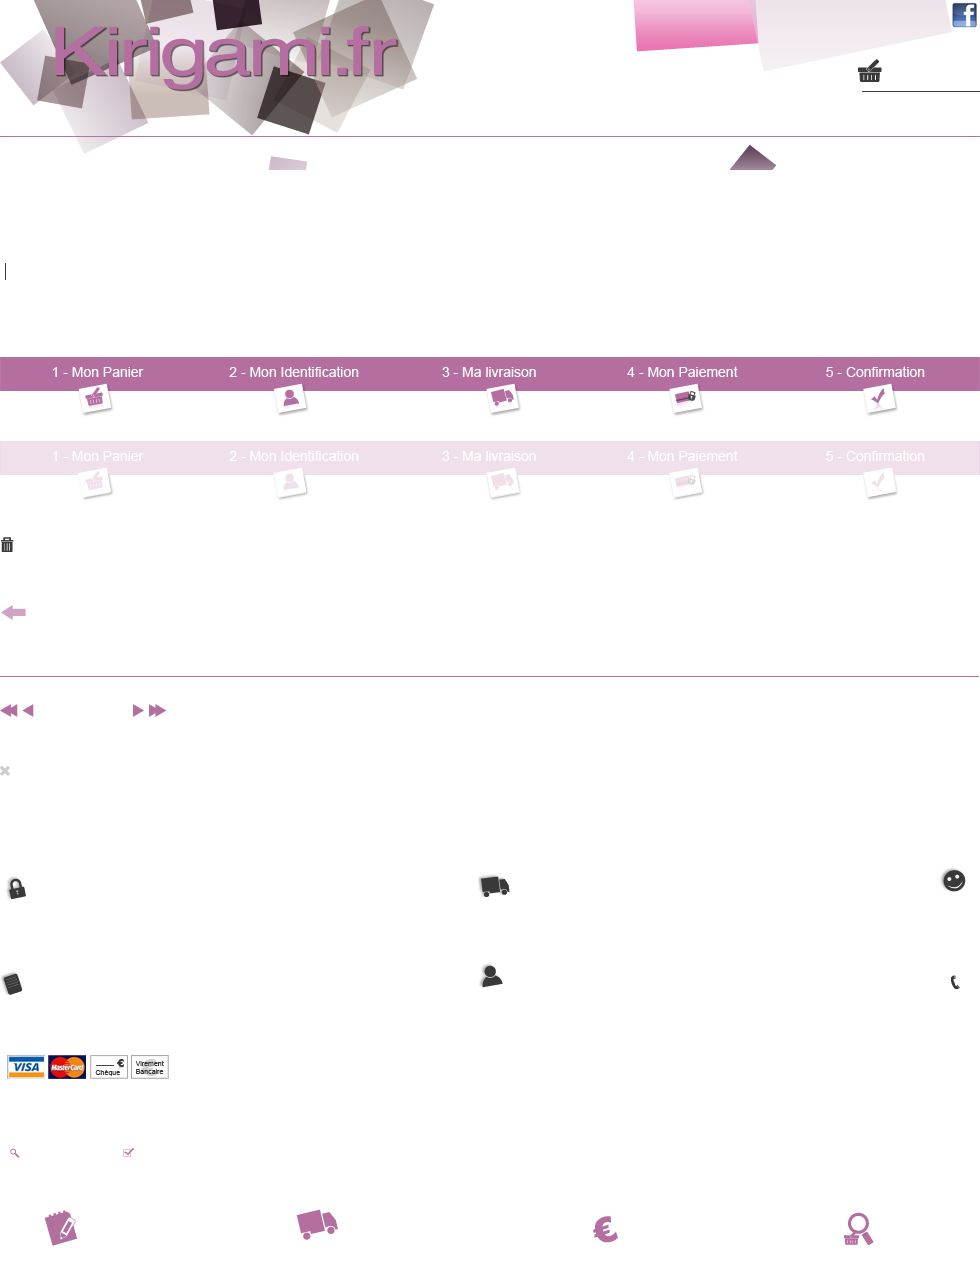 Kirigami.fr
f
1 - Mon Panier 2 - Mon Identification 3 - Ma livraison 4 - Mon Paiement 5 - Confirmation
1 - Mon Panier 2 - Mon Identification 3 - Ma livraison 4 - Mon Paiement 5 - Confirmation
VISA MasterCard € Chèque Virement Bancaire
€